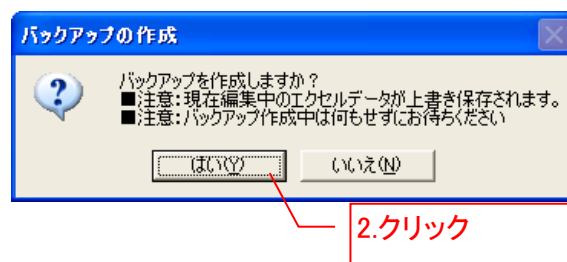 バックアップの作成
バックアップを作成しますか？
■注意：現在編集中のエクセルデータが上書き保存されます。
■注意：バックアップ作成中は何もせずにお待ちください
はい(Y) いいえ(N)
2.クリック